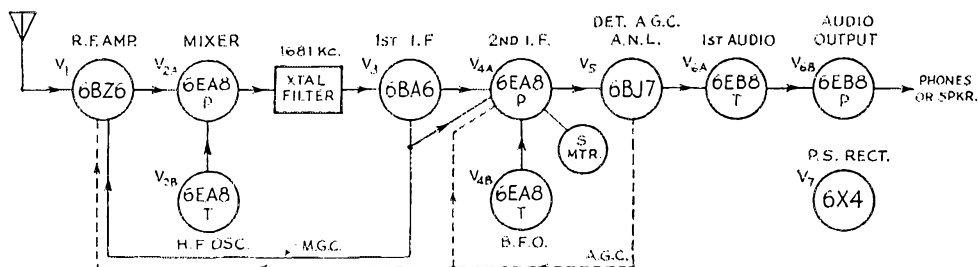 R.F. AMP.
MIXER
1681 KC.
1ST I.F
2ND I.F.
DET. A G.C.
A.N.L.
1ST AUDIO
AUDIO
OUTPUT
V1
6BZ6
V2A
6EA8
P
XTAL
FILTER
V3
6BA6
V4A
6EA8
P
V5
6BJ7
V6A
6EB8
T
V6B
6EB8
P
PHONES
OR SPKR.
S
MTR.
V2B
6EA8
T
H.F OSC.
V4B
6EA8
T
B.F.O.
P.S. RECT.
V7
6X4
M.G.C.
A.G.C.